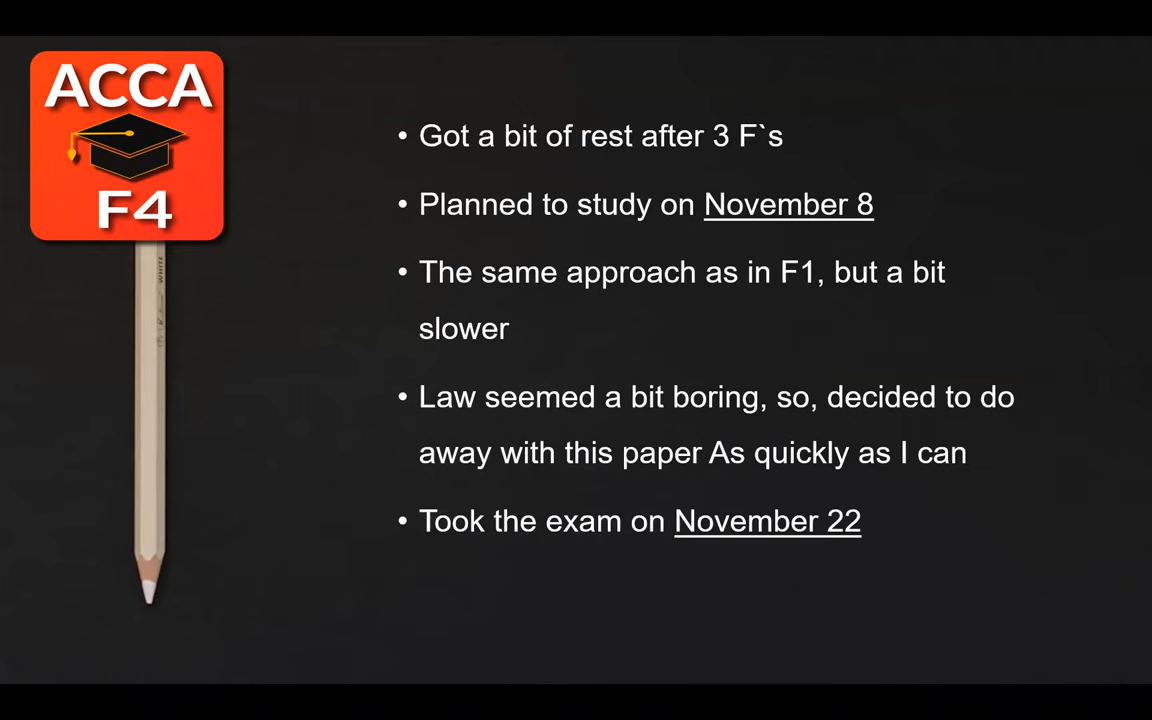 ACCA
F4
WHITE
• Got a bit of rest after 3 F`s
• Planned to study on November 8
• The same approach as in F1, but a bit
slower
• Law seemed a bit boring, so, decided to do
away with this paper As quickly as I can
• Took the exam on November 22